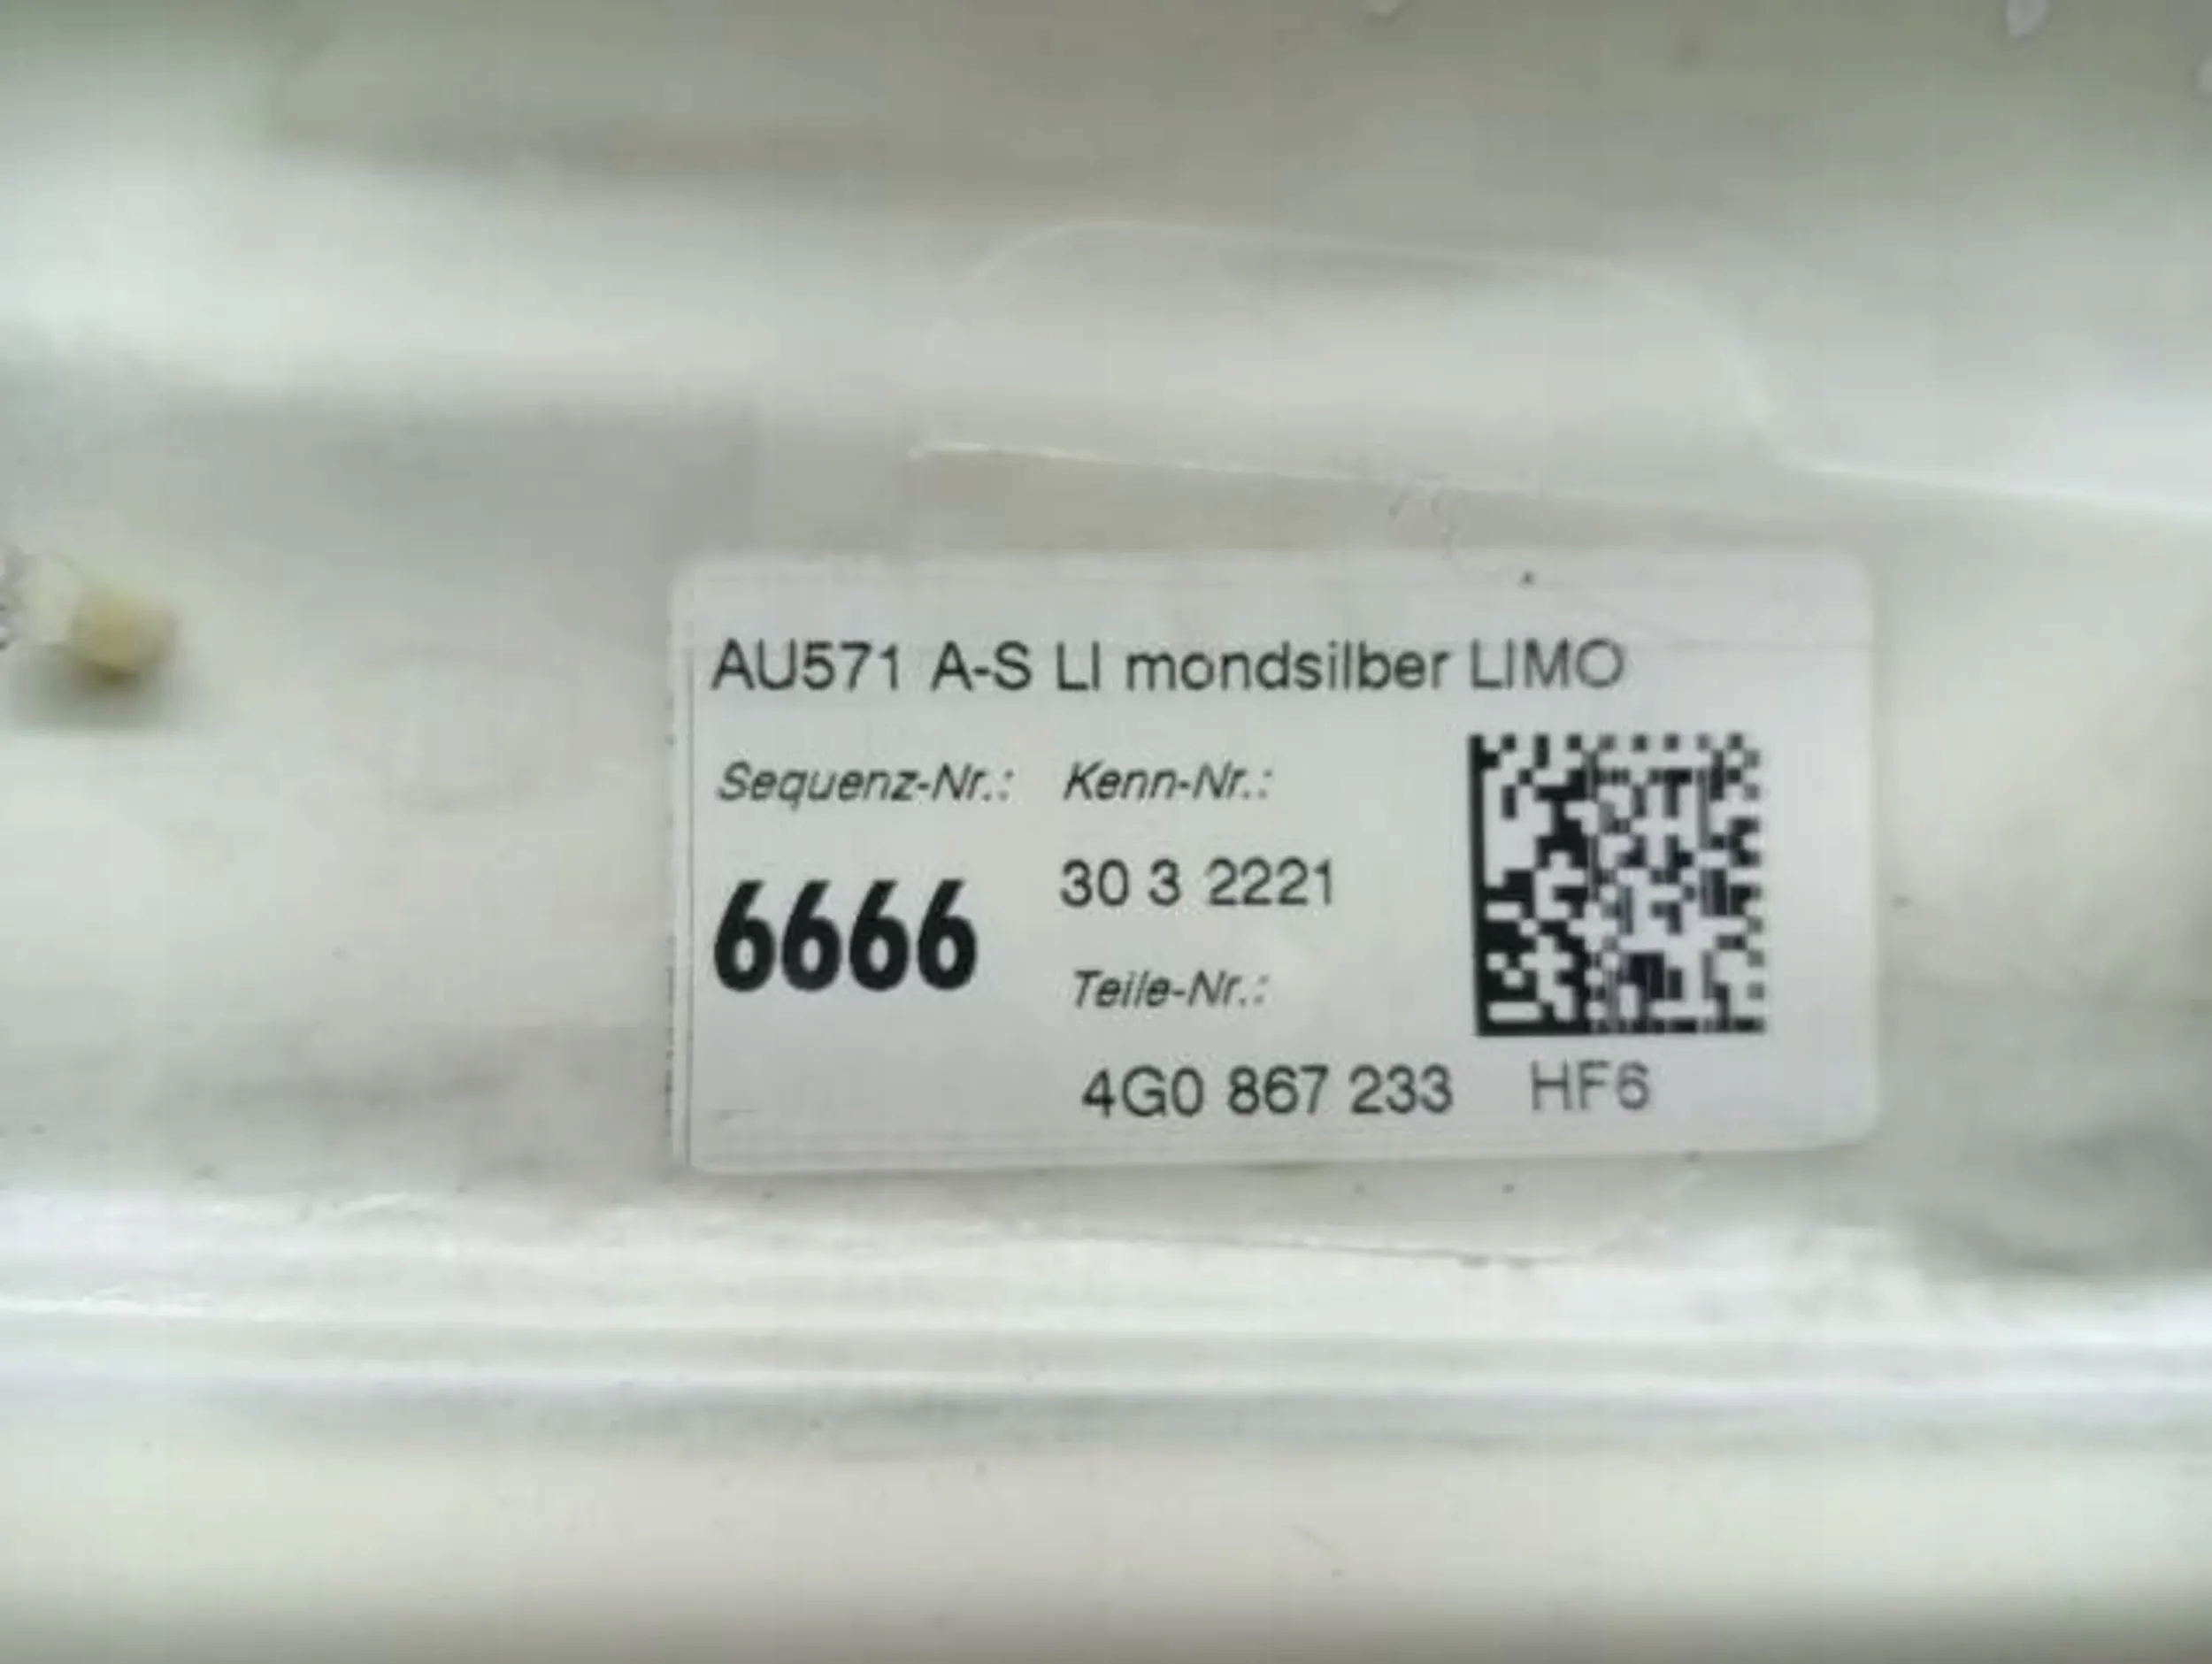 AU571 A-S LI mondsilber LIMO
Sequenz-Nr.: Kenn-Nr.:
6666 30 3 2221
Teile-Nr.:
4G0 867 233 HF6